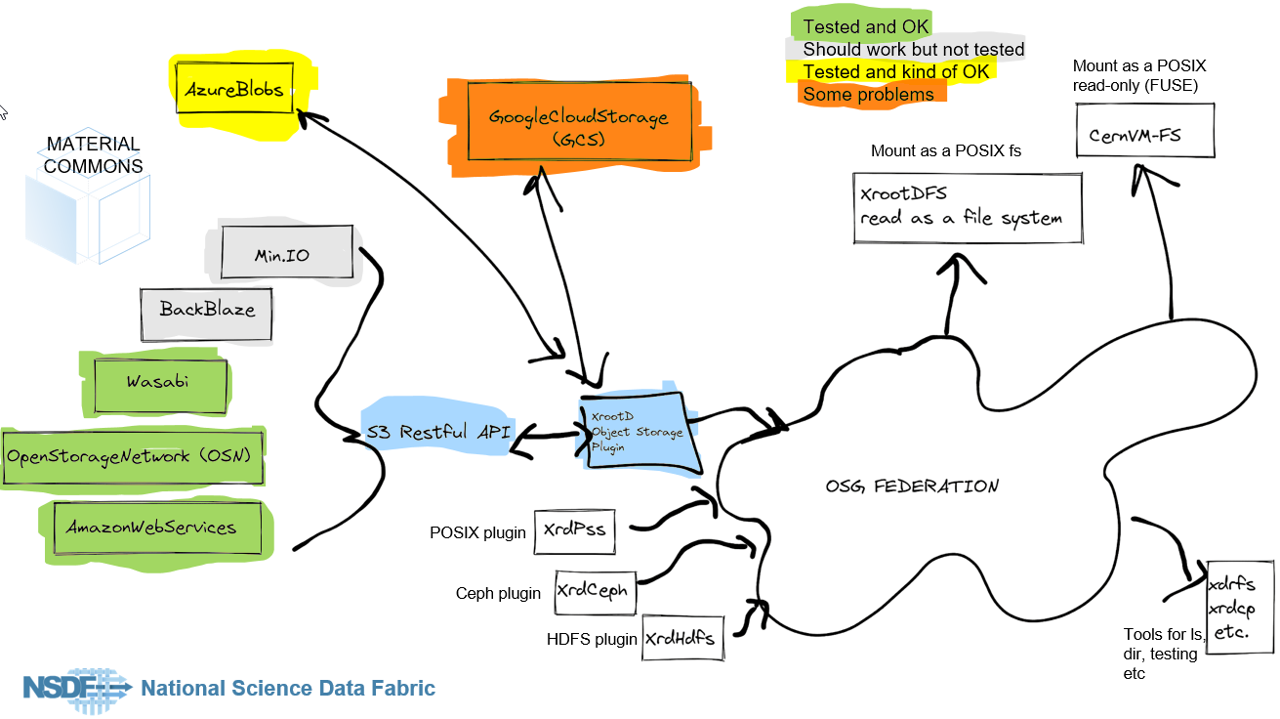 Tested and OK
Should work but not tested
Tested and kind of OK
Some problems
Mount as a POSIX
read-only (FUSE)
AzureBlobs
GoogleCloudStorage
(GCS)
CernVM-FS
MATERIAL
COMMONS
Mount as a POSIX fs
XrootDFS
read as a file system
Min.IO
BackBlaze
Wasabi
S3 Restful API
XrootD
Object Storage
Plugin
OpenStorageNetwork (OSN)
OSG FEDERATION
AmazonWebServices
POSIX plugin
XrdPss
Ceph plugin
XrdCeph
HDFS plugin
XrdHdfs
xdrfs
xrdcp
etc.
Tools for ls,
dir, testing
etc
NSDF
National Science Data Fabric